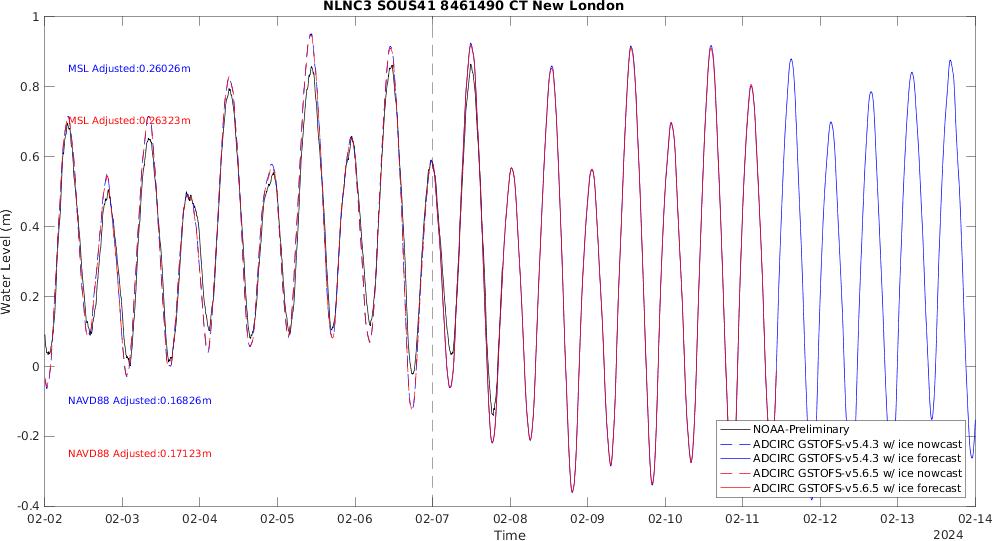 NLNC3 SOUS41 8461490 CT New London
1
0.8
0.6
0.4
0.2
0
-0.2
-0.4
Water Level (m)
MSL Adjusted:0.26026m
MSL Adjusted:0.26323m
NAVD88 Adjusted:0.16826m
NAVD88 Adjusted:0.17123m
NOAA-Preliminary
ADCIRC GSTOFS-v5.4.3 w/ ice nowcast
ADCIRC GSTOFS-v5.4.3 w/ ice forecast
ADCIRC GSTOFS-v5.6.5 w/ ice nowcast
ADCIRC GSTOFS-v5.6.5 w/ ice forecast
02-02 02-03 02-04 02-05 02-06 02-07 02-08 02-09 02-10 02-11 02-12 02-13 02-14
Time
2024